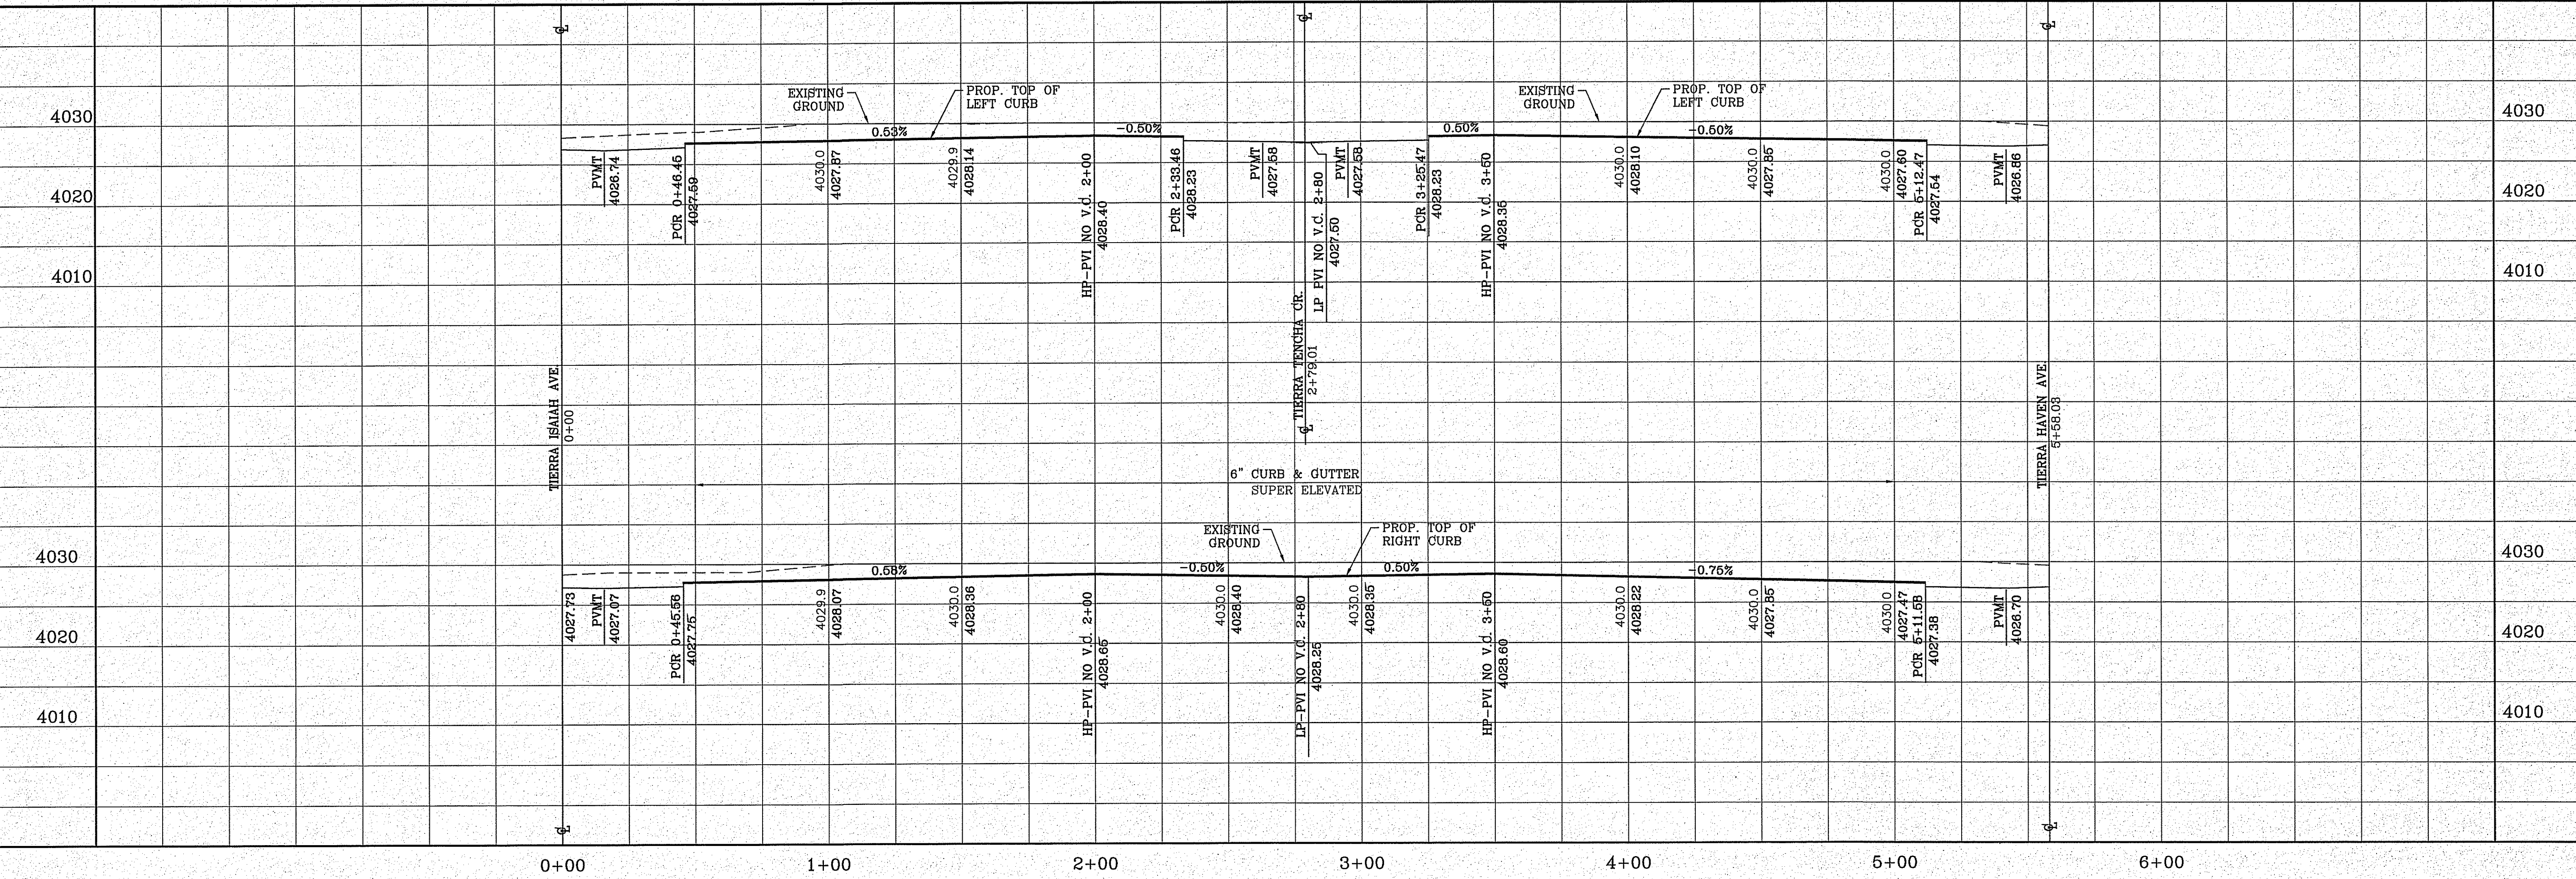 EXISTING
GROUND
PROP. TOP OF
LEFT CURB
EXISTING
GROUND
PROP. TOP OF
LEFT CURB
4030
4030
0.53%
-0.50%
0.50%
-0.50%
PVMT
4026.74
PCR 0+46.45
4027.59
4030.0
4027.87
4029.9
4028.14
HP-PVI NO V.C. 2+00
4028.40
PCR 2+33.46
4028.23
PVMT
4027.58
LP PVI NO V.C. 2+80
4027.50
PVMT
4027.58
PCR 3+25.47
4028.23
HP-PVI NO V.C. 3+50
4028.35
4030.0
4028.10
4030.0
4027.85
4030.0
4027.60
PCR 5+12.47
4027.54
PVMT
4026.86
4020
4020
4010
4010
TIERRA ISAIAH AVE.
0+00
TIERRA TENCHA CR.
2+79.01
TIERRA HAVEN AVE.
5+58.03
6" CURB & GUTTER
SUPER ELEVATED
EXISTING
GROUND
PROP. TOP OF
RIGHT CURB
4030
4030
0.58%
-0.50%
0.50%
-0.75%
4027.73
PVMT
4027.07
PCR 0+45.56
4027.75
4029.9
4028.07
4030.0
4028.36
HP-PVI NO V.C. 2+00
4028.65
4030.0
4028.40
LP-PVI NO V.C. 2+80
4028.25
4030.0
4028.35
HP-PVI NO V.C. 3+50
4028.60
4030.0
4028.22
4030.0
4027.85
4030.0
4027.47
PCR 5+11.58
4027.38
PVMT
4026.70
4020
4020
4010
4010
0+00
1+00
2+00
3+00
4+00
5+00
6+00